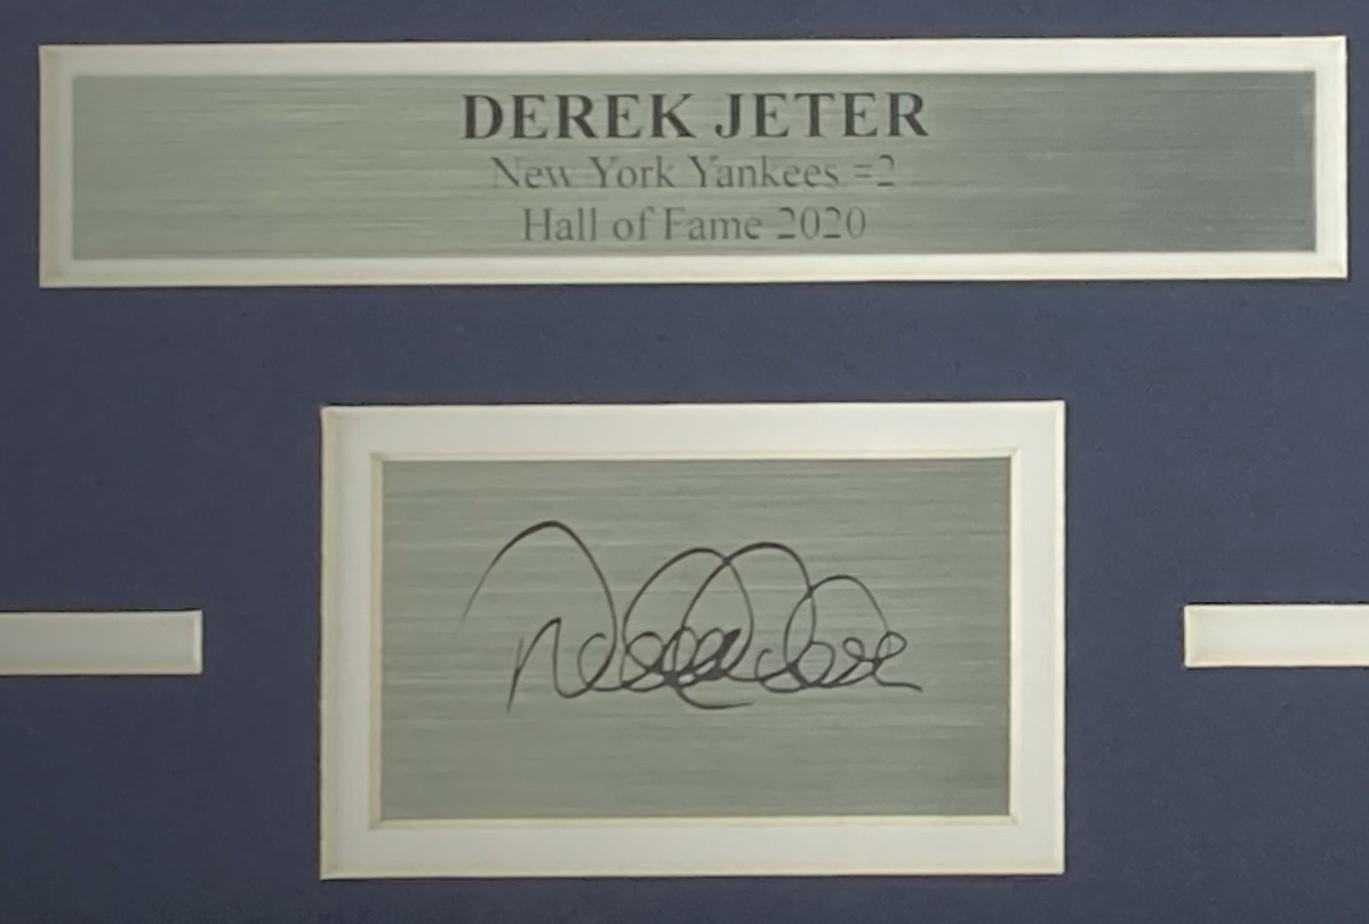 DEREK JETER
New York Yankees #2
Hall of Fame 2020